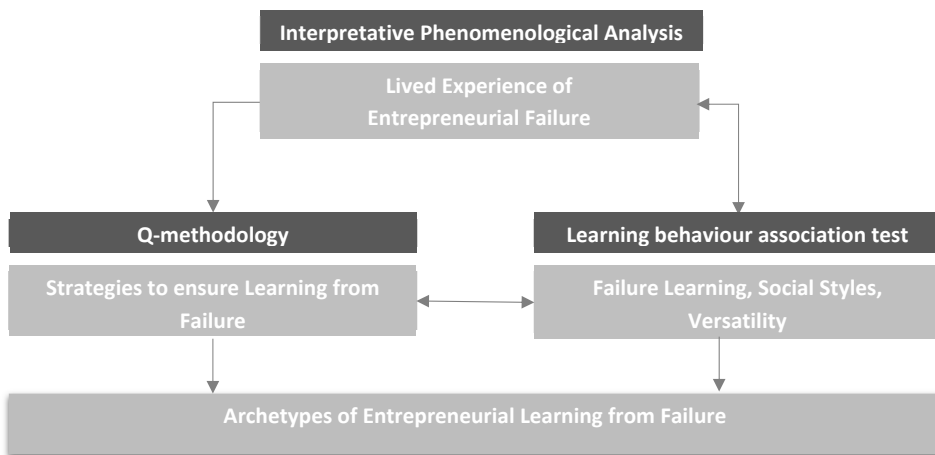 Interpretative Phenomenological Analysis
Lived Experience of
Entrepreneurial Failure
Q-methodology
Learning behaviour association test
Strategies to ensure Learning from
Failure
Failure Learning, Social Styles,
Versatility
Archetypes of Entrepreneurial Learning from Failure